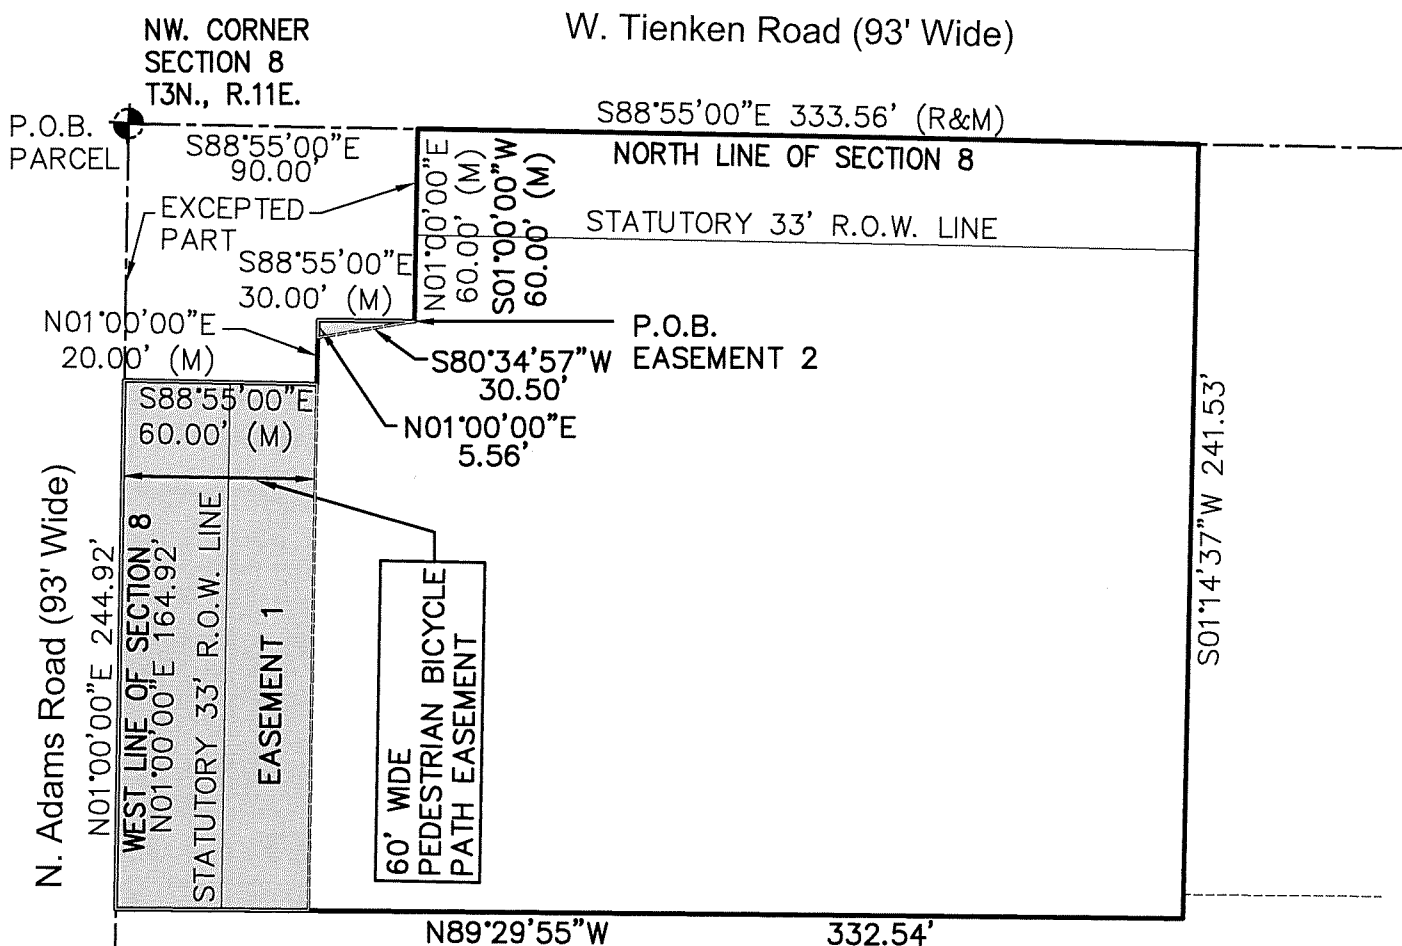 W. Tienken Road (93' Wide)
NW. CORNER
SECTION 8
T3N., R.11E.
P.O.B.
PARCEL
S88°55'00"E
90.00'
S88°55'00"E 333.56' (R&M)
NORTH LINE OF SECTION 8
EXCEPTED
PART
N01°00'00"E
60.00' (M)
S01°00'00"W
60.00' (M)
STATUTORY 33' R.O.W. LINE
S88°55'00"E
30.00' (M)
N01°00'00"E
20.00' (M)
P.O.B.
EASEMENT 2
S80°34'57"W
30.50'
N01°00'00"E
5.56'
S88°55'00"E
60.00' (M)
N. Adams Road (93' Wide)
N01°00'00"E 244.92'
WEST LINE OF SECTION 8
N01°00'00"E 164.92'
STATUTORY 33' R.O.W. LINE
EASEMENT 1
60' WIDE
PEDESTRIAN BICYCLE
PATH EASEMENT
S01°14'37"W 241.53'
N89°29'55"W 332.54'